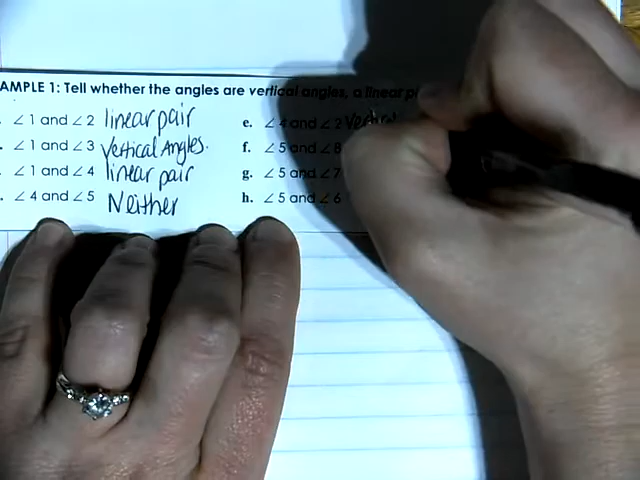 AMPLE 1: Tell whether the angles are vertical angles, a linear
∠1 and ∠2 linear pair
∠1 and ∠3 Vertical Angles.
∠1 and ∠4 linear pair
∠4 and ∠5 Neither
e. ∠4 and ∠2 Vertical
f. ∠5 and ∠8
g. ∠5 and ∠7
h. ∠5 and ∠6